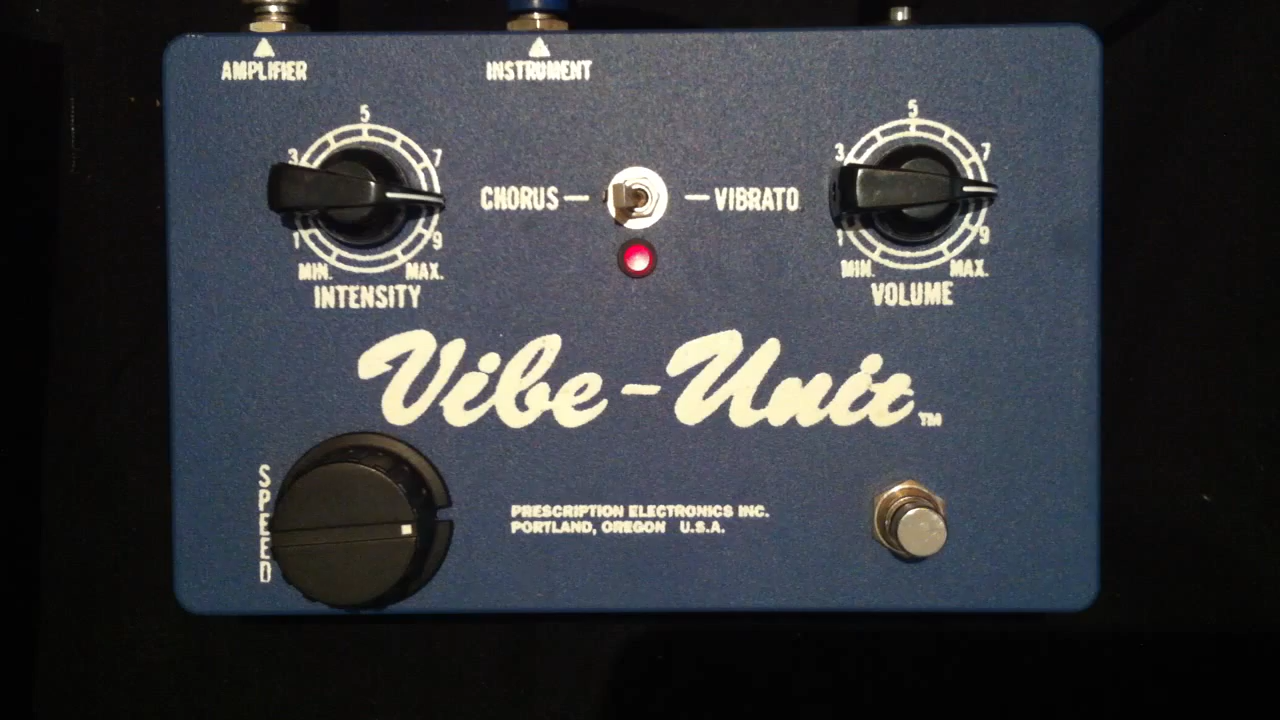 AMPLIFIER
INSTRUMENT
5
3 7
1 9
MIN. MAX.
INTENSITY
CHORUS – – VIBRATO
5
3 7
1 9
MIN. MAX.
VOLUME
Vibe-Unit™
SPEED
PRESCRIPTION ELECTRONICS INC.
PORTLAND, OREGON U.S.A.